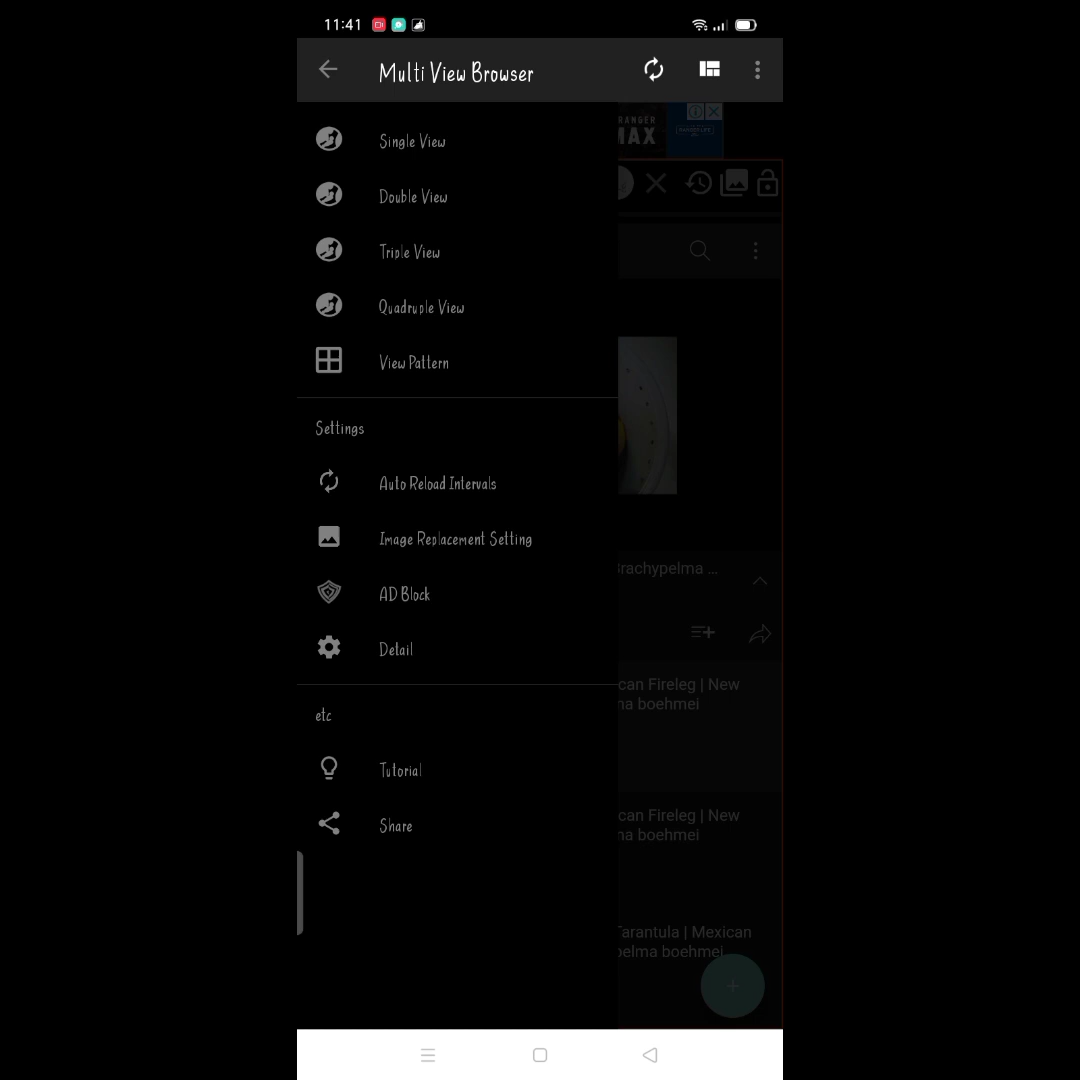 11:41
Multi View Browser
Single View
Double View
Triple View
Quadruple View
View Pattern
Settings
Auto Reload Intervals
Image Replacement Setting
AD Block
Detail
etc
Tutorial
Share
RANGER
MAX
Brachypelma ...
can Fireleg | New
na boehmei
can Fireleg | New
na boehmei
Tarantula | Mexican
pelma boehmei